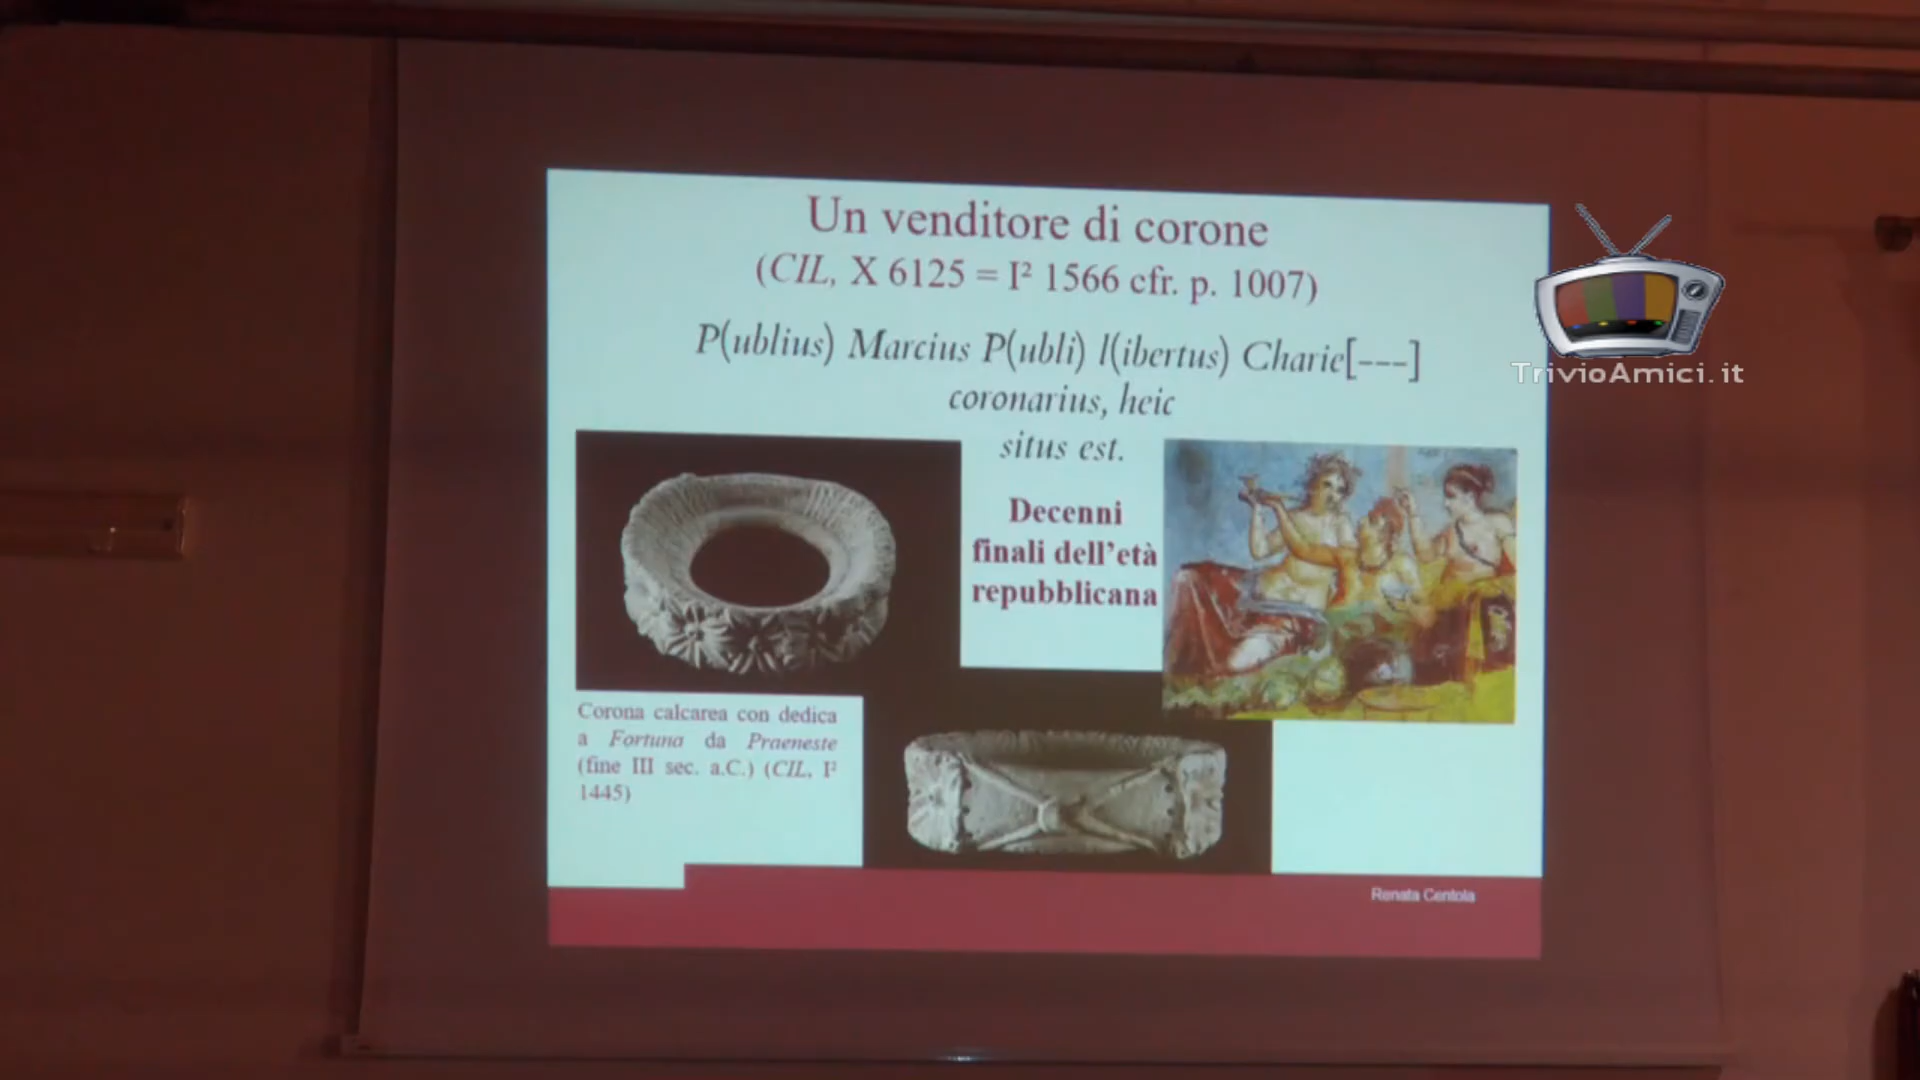 Un venditore di corone
(CIL, X 6125 = I² 1566 cfr. p. 1007)
P(ublius) Marcius P(ubli) l(ibertus) Charie[---]
coronarius, heic
situs est.
Decenni
finali dell'età
repubblicana
Corona calcarea con dedica
a Fortuna da Praeneste
(fine III sec. a.C.) (CIL, I²
1445)
Renata Centola
TrivioAmici.it